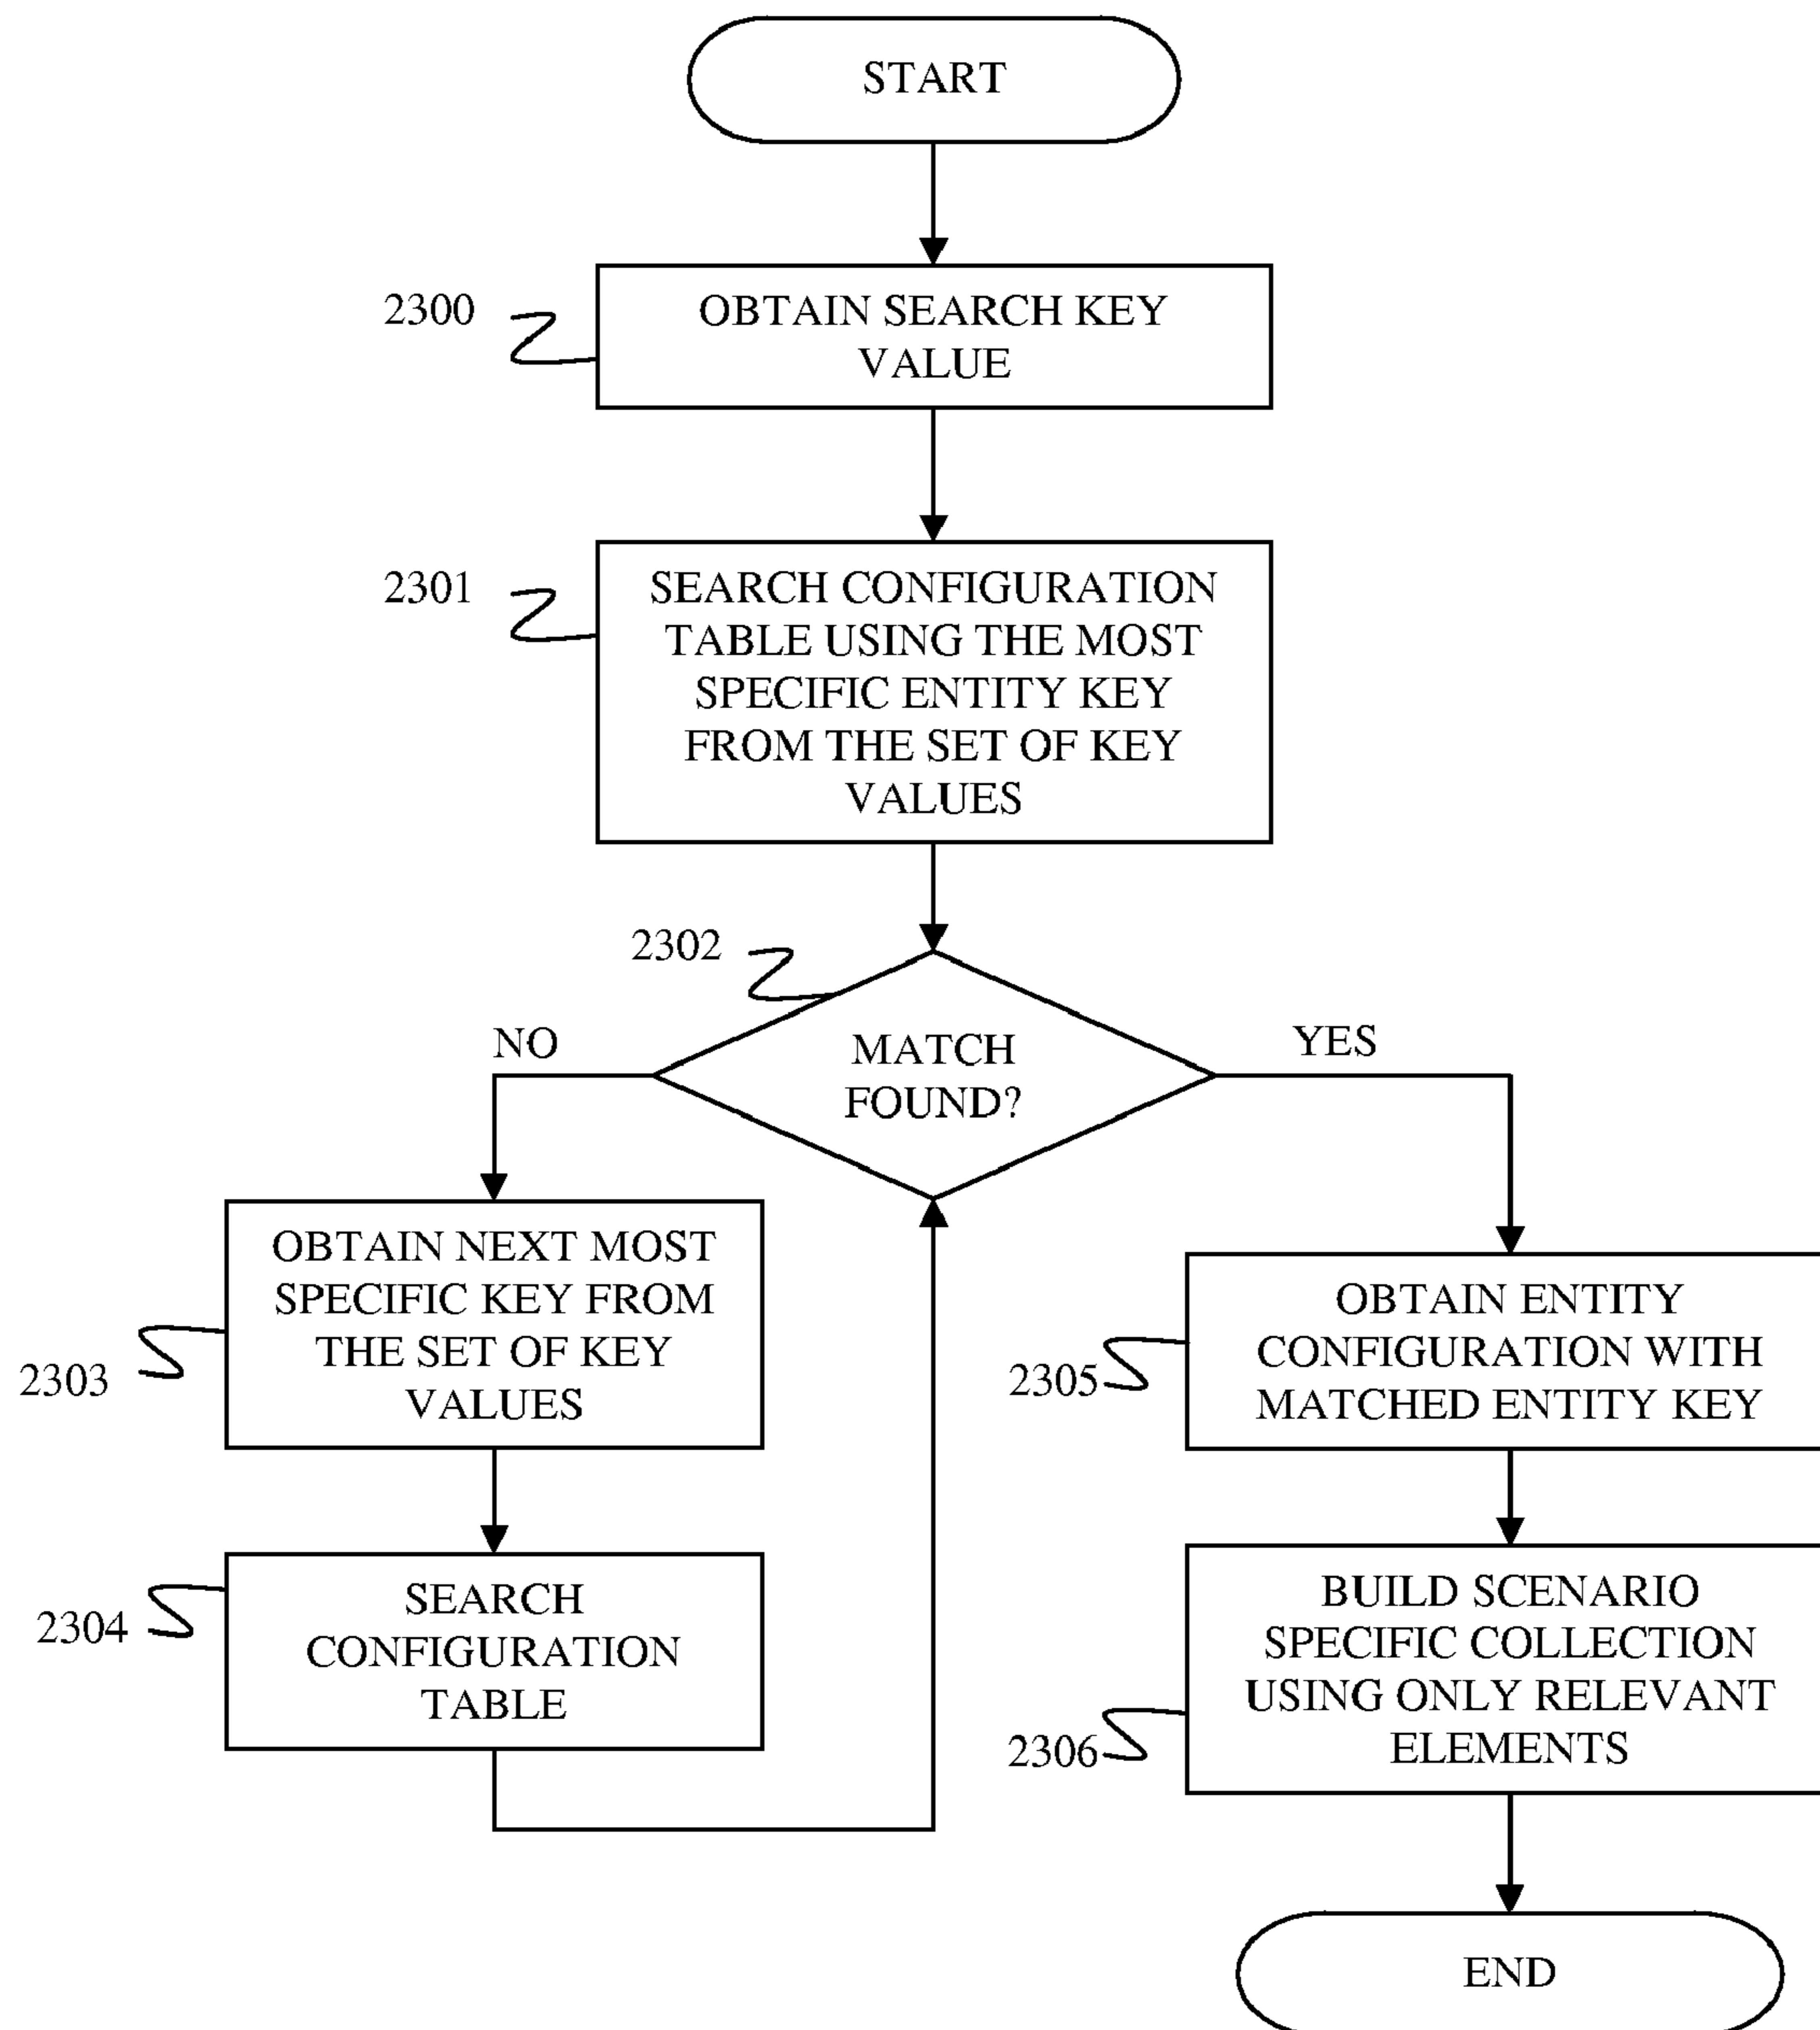 START
2300
OBTAIN SEARCH KEY
VALUE
2301
SEARCH CONFIGURATION
TABLE USING THE MOST
SPECIFIC ENTITY KEY
FROM THE SET OF KEY
VALUES
2302
MATCH
FOUND?
NO
YES
OBTAIN NEXT MOST
SPECIFIC KEY FROM
THE SET OF KEY
VALUES
2303
SEARCH
CONFIGURATION
TABLE
2304
OBTAIN ENTITY
CONFIGURATION WITH
MATCHED ENTITY KEY
2305
BUILD SCENARIO
SPECIFIC COLLECTION
USING ONLY RELEVANT
ELEMENTS
2306
END